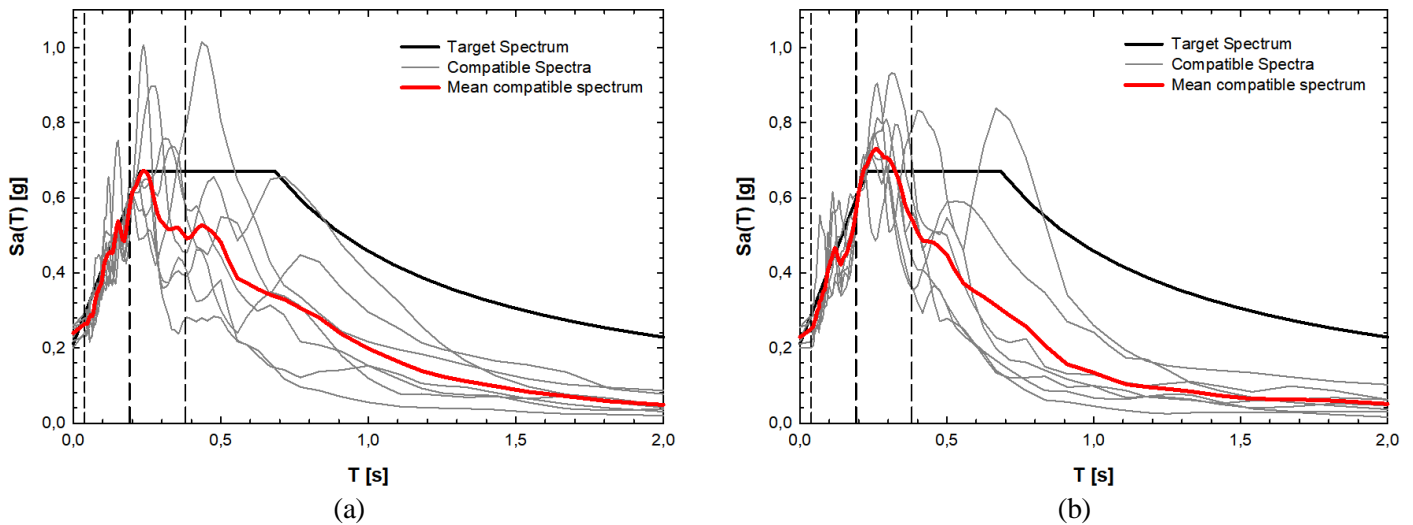 1,0
0,8
0,6
0,4
0,2
0,0
Sa(T) [g]
Target Spectrum
Compatible Spectra
Mean compatible spectrum
0,0 0,5 1,0 1,5 2,0
T [s]
(a)
1,0
0,8
0,6
0,4
0,2
0,0
Sa(T) [g]
Target Spectrum
Compatible Spectra
Mean compatible spectrum
0,0 0,5 1,0 1,5 2,0
T [s]
(b)